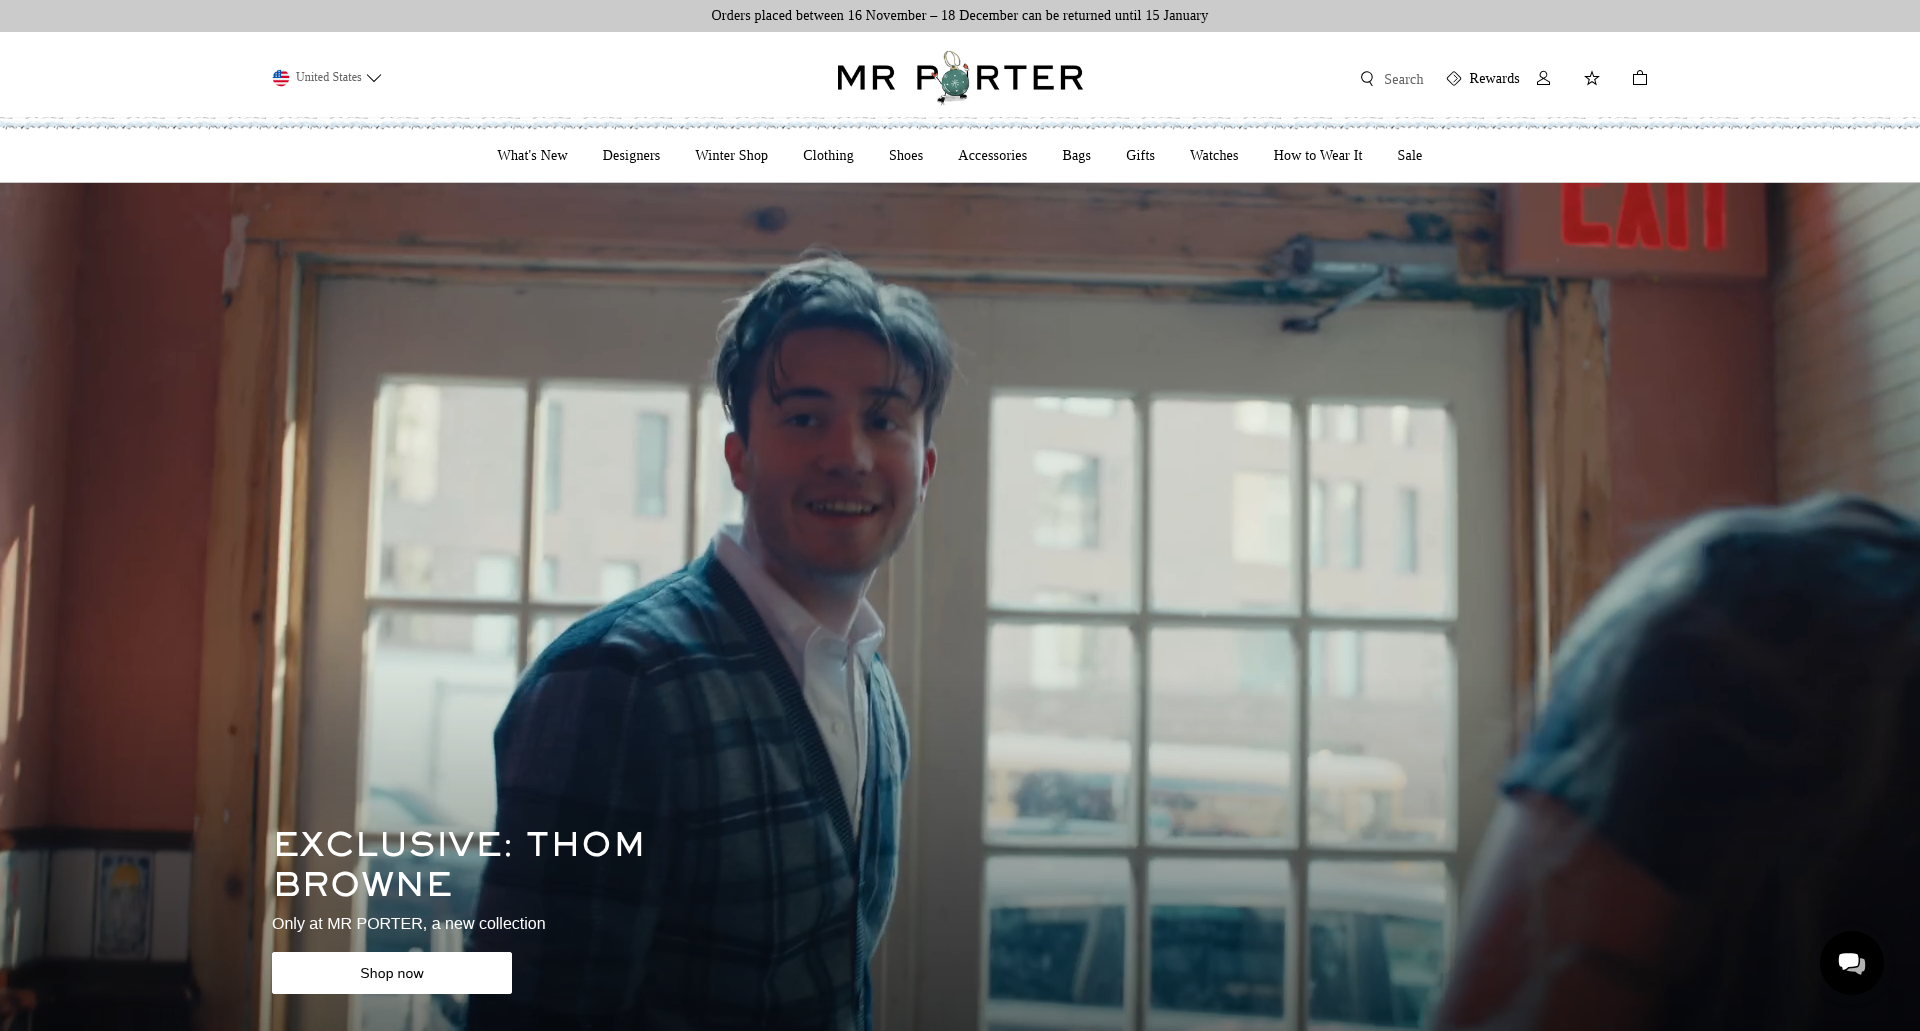 Orders placed between 16 November – 18 December can be returned until 15 January
United States
MR PORTER
Search
Rewards
What's New
Designers
Winter Shop
Clothing
Shoes
Accessories
Bags
Gifts
Watches
How to Wear It
Sale
EXIT
EXCLUSIVE: THOM
BROWNE
Only at MR PORTER, a new collection
Shop now